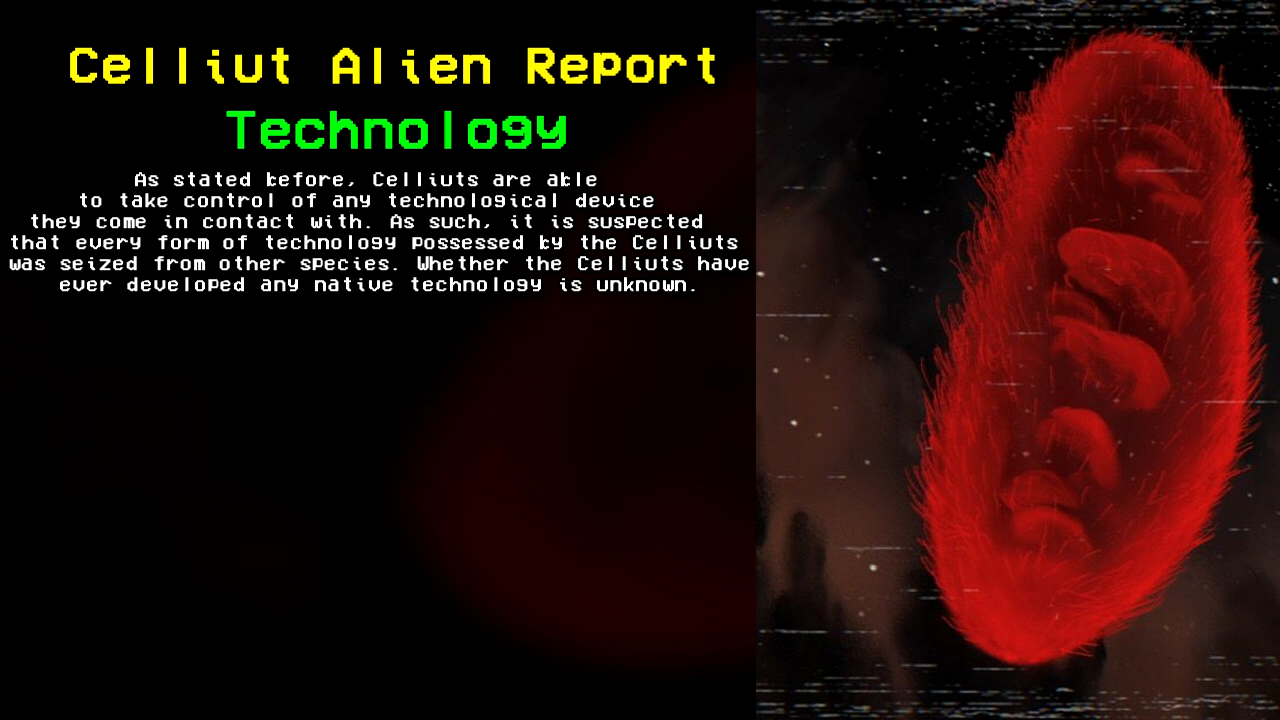 Celliut Alien Report
Technology
As stated before, Celliuts are able
to take control of any technological device
they come in contact with. As such, it is suspected
that every form of technology possessed by the Celliuts
was seized from other species. Whether the Celliuts have
ever developed any native technology is unknown.